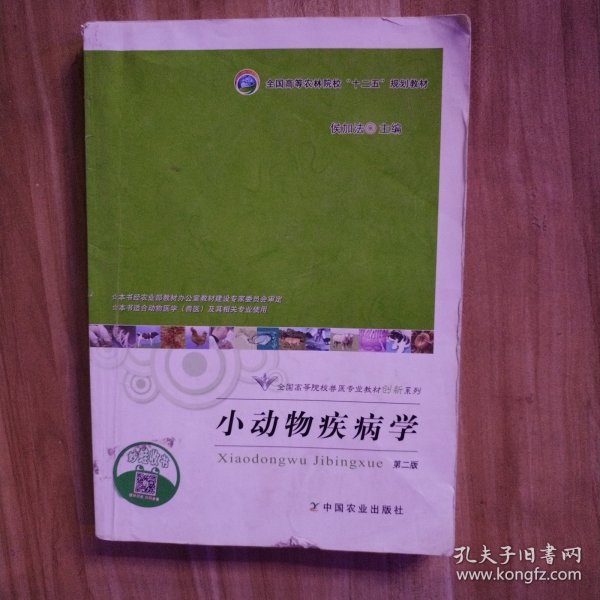 全国高等农林院校"十二五"规划教材
侯加法 主编
☆本书经农业部教材办公室教材建设专家委员会审定
☆本书适合动物医学（兽医）及其相关专业使用
全国高等院校兽医专业教材创新系列
小动物疾病学
Xiaodongwu Jibingxue 第二版
中国农业出版社
孔夫子旧书网
www.kongfz.com